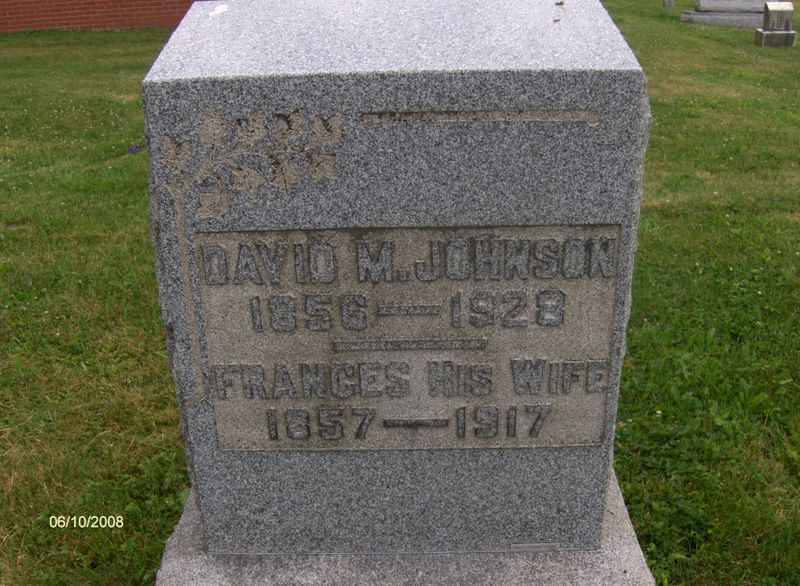 DAVID M. JOHNSON
1856—1928
FRANCES HIS WIFE
1857—1917
06/10/2008